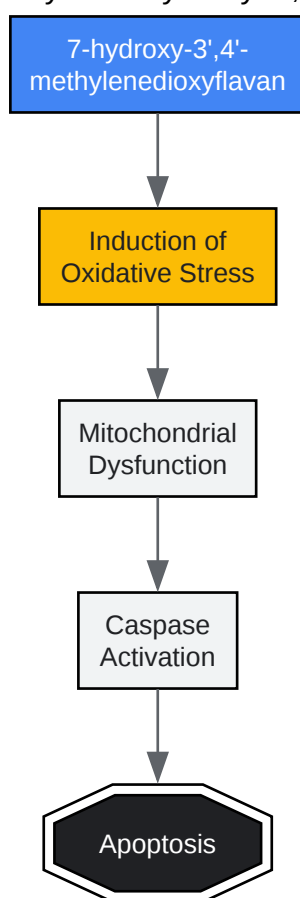 7-hydroxy-3',4'-
methylenedioxyflavan
Induction of
Oxidative Stress
Mitochondrial
Dysfunction
Caspase
Activation
Apoptosis